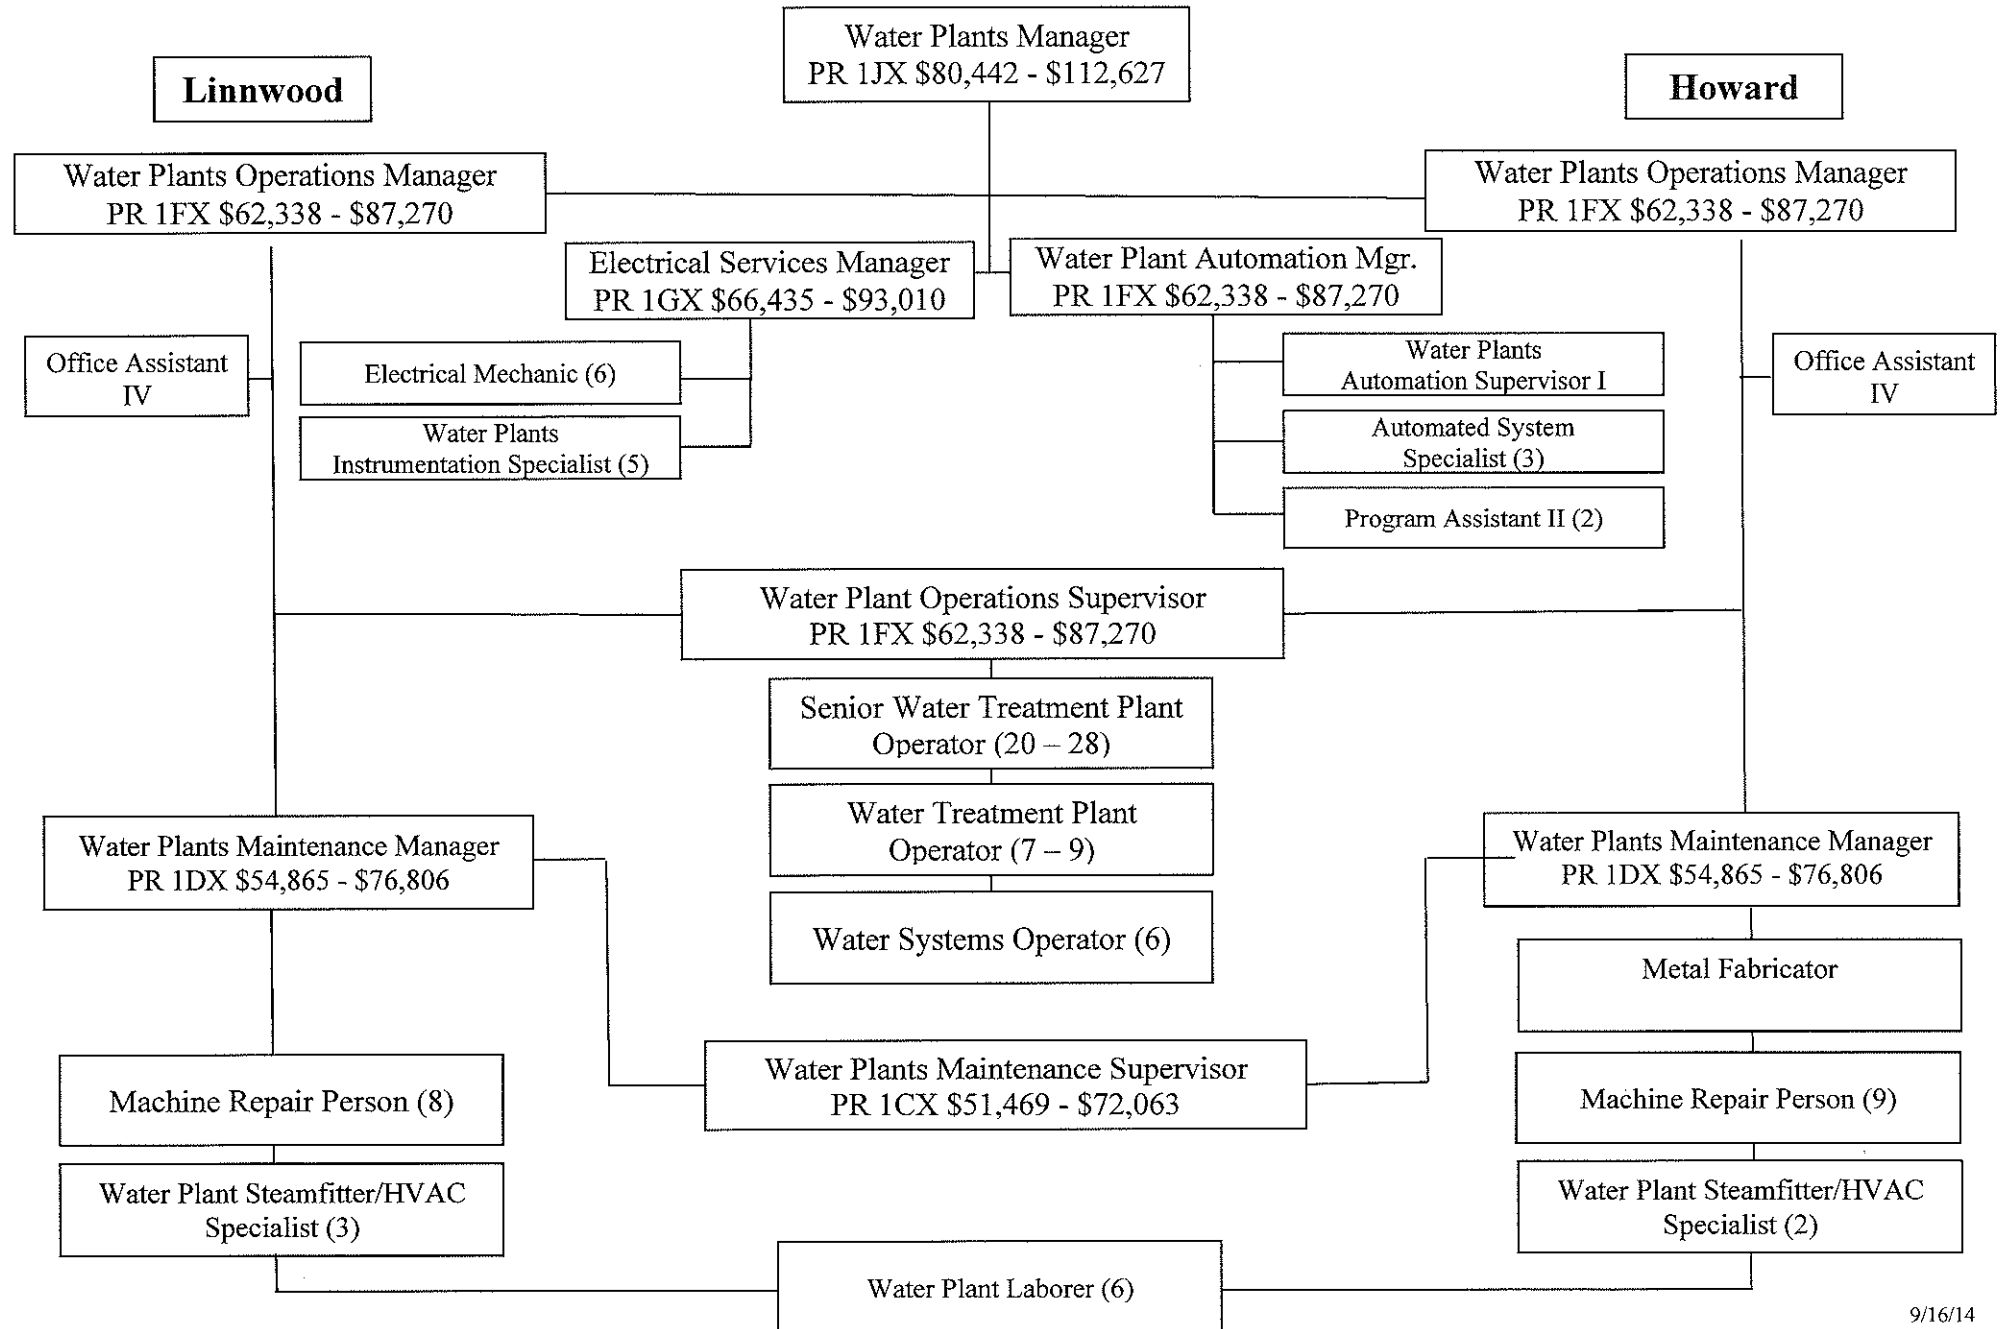 Water Plants Manager
PR 1JX $80,442 - $112,627
Linnwood
Howard
Water Plants Operations Manager
PR 1FX $62,338 - $87,270
Water Plants Operations Manager
PR 1FX $62,338 - $87,270
Electrical Services Manager
PR 1GX $66,435 - $93,010
Water Plant Automation Mgr.
PR 1FX $62,338 - $87,270
Office Assistant
IV
Electrical Mechanic (6)
Water Plants
Instrumentation Specialist (5)
Water Plants
Automation Supervisor I
Automated System
Specialist (3)
Program Assistant II (2)
Office Assistant
IV
Water Plant Operations Supervisor
PR 1FX $62,338 - $87,270
Senior Water Treatment Plant
Operator (20 – 28)
Water Treatment Plant
Operator (7 – 9)
Water Systems Operator (6)
Water Plants Maintenance Manager
PR 1DX $54,865 - $76,806
Water Plants Maintenance Manager
PR 1DX $54,865 - $76,806
Metal Fabricator
Water Plants Maintenance Supervisor
PR 1CX $51,469 - $72,063
Machine Repair Person (8)
Machine Repair Person (9)
Water Plant Steamfitter/HVAC
Specialist (3)
Water Plant Steamfitter/HVAC
Specialist (2)
Water Plant Laborer (6)
9/16/14